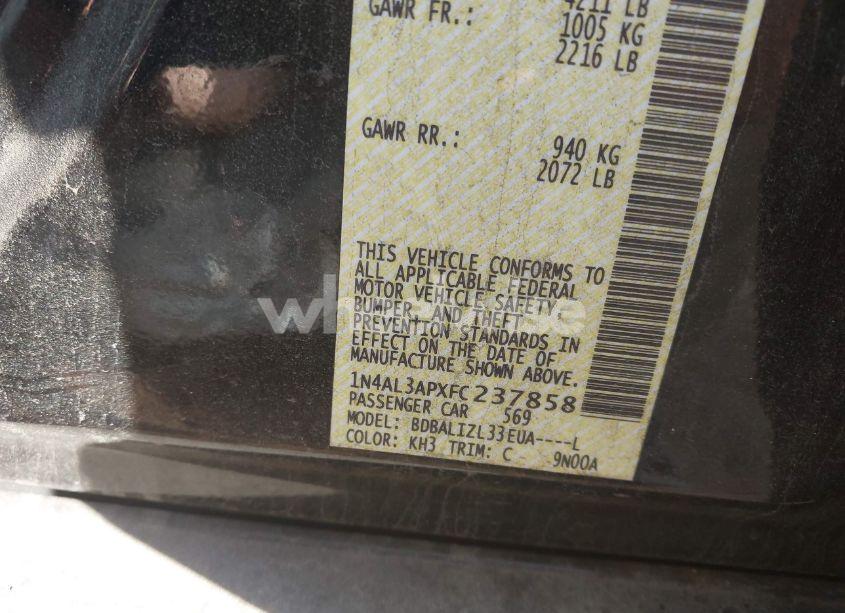 4211 LB
GAWR FR.: 1005 KG
2216 LB
GAWR RR.: 940 KG
2072 LB
THIS VEHICLE CONFORMS TO
ALL APPLICABLE FEDERAL
MOTOR VEHICLE SAFETY,
BUMPER, AND THEFT
PREVENTION STANDARDS IN
EFFECT ON THE DATE OF
MANUFACTURE SHOWN ABOVE.
1N4AL3APXFC237858
PASSENGER CAR 569
MODEL: BDBALIZL33EUA----L
COLOR: KH3 TRIM: C 9N00A